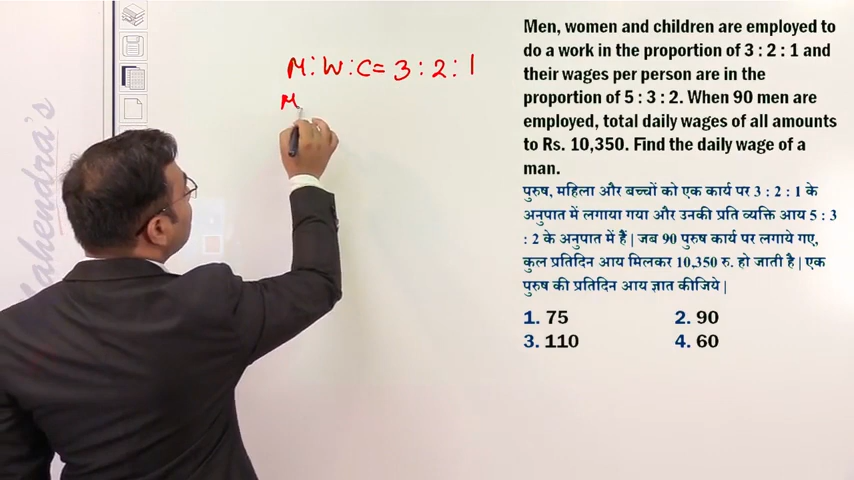 M : W : C = 3 : 2 : 1
M
Men, women and children are employed to
do a work in the proportion of 3 : 2 : 1 and
their wages per person are in the
proportion of 5 : 3 : 2. When 90 men are
employed, total daily wages of all amounts
to Rs. 10,350. Find the daily wage of a
man.
पुरुष, महिला और बच्चों को एक कार्य पर 3 : 2 : 1 के
अनुपात में लगाया गया और उनकी प्रति व्यक्ति आय 5 : 3
: 2 के अनुपात में हैं | जब 90 पुरुष कार्य पर लगाये गए,
कुल प्रतिदिन आय मिलकर 10,350 रु. हो जाती है | एक
पुरुष की प्रतिदिन आय ज्ञात कीजिये |
1. 75 2. 90
3. 110 4. 60